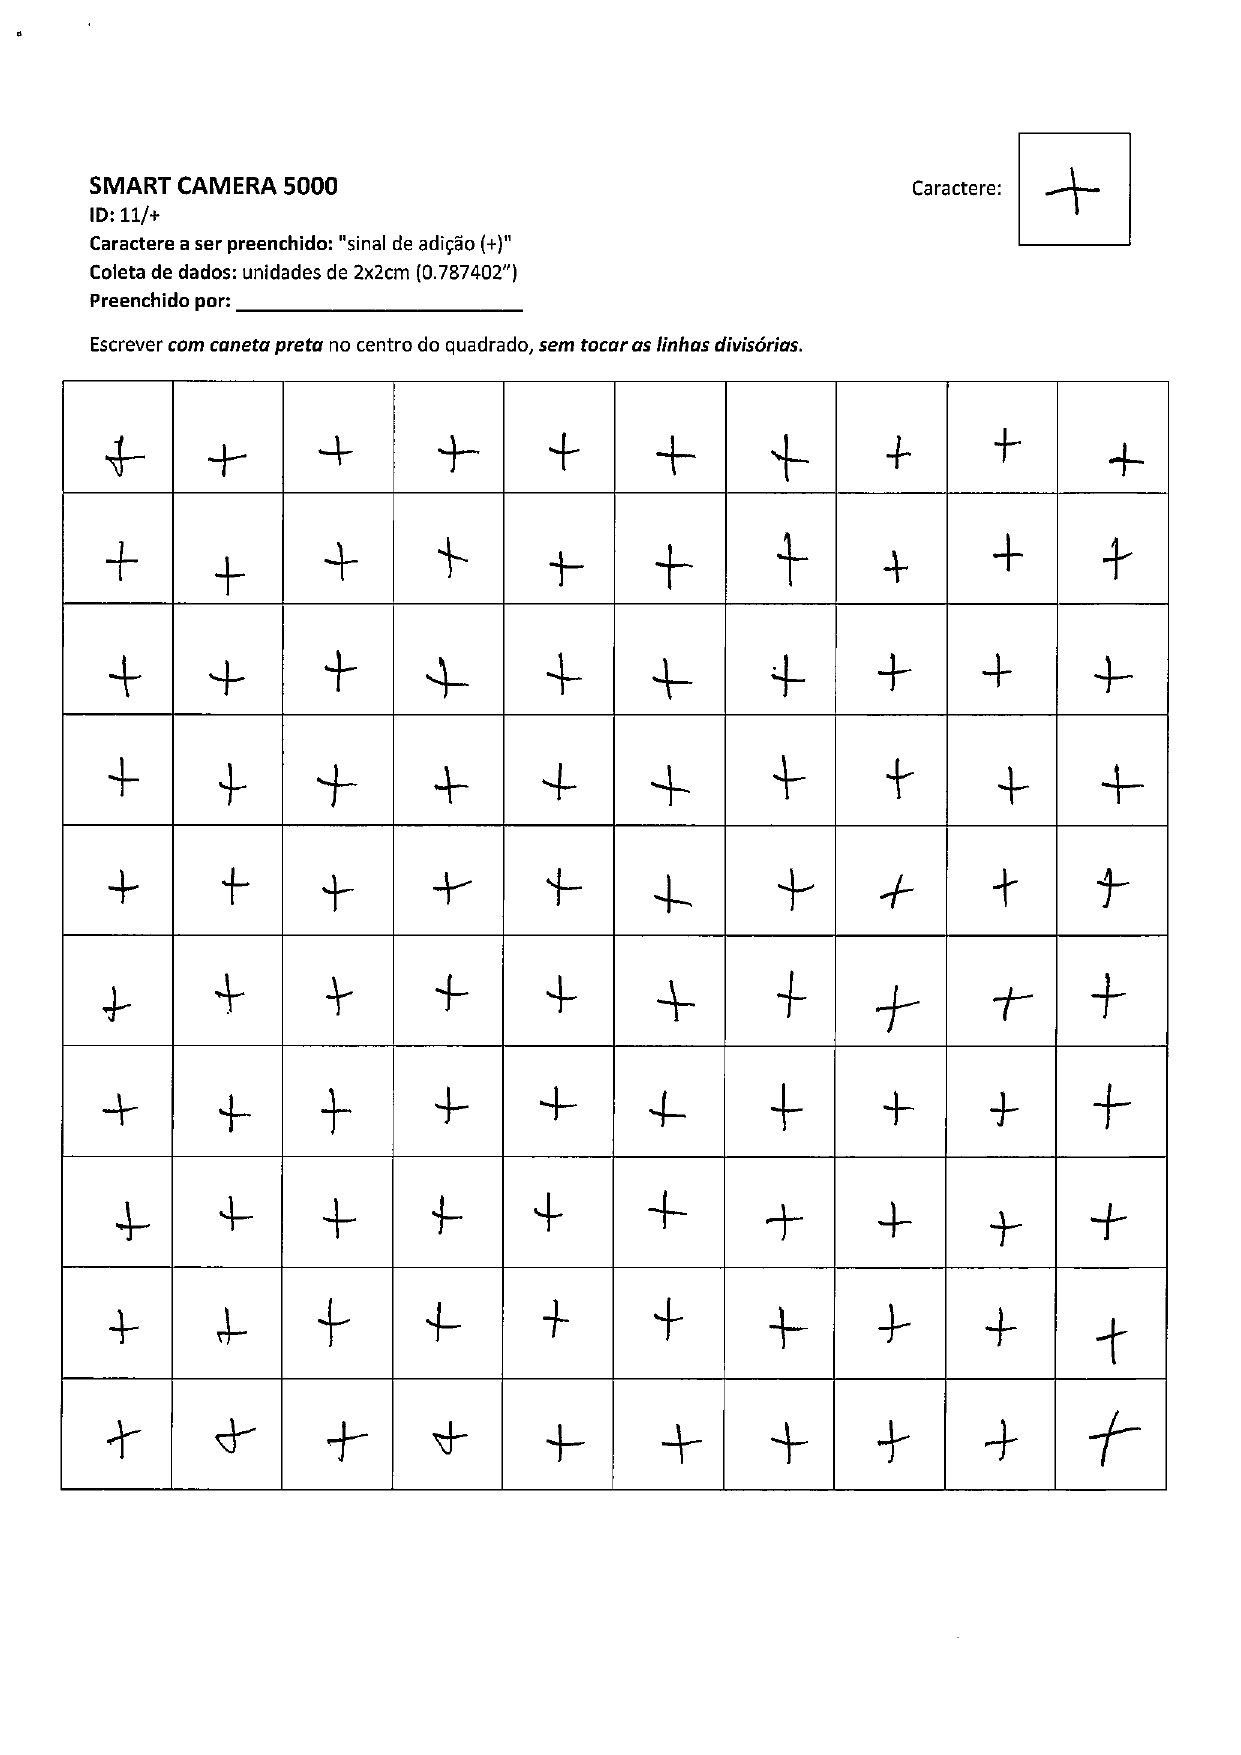 SMART CAMERA 5000
Caractere: +
ID: 11/+
Caractere a ser preenchido: "sinal de adição (+)"
Coleta de dados: unidades de 2x2cm (0.787402”)
Preenchido por: ____________________________
Escrever com caneta preta no centro do quadrado, sem tocar as linhas divisórias.
+ + + + + + + + + +
+ + + + + + + + + +
+ + + + + + + + + +
+ + + + + + + + + +
+ + + + + + + + + +
+ + + + + + + + + +
+ + + + + + + + + +
+ + + + + + + + + +
+ + + + + + + + + +
+ + + + + + + + + +